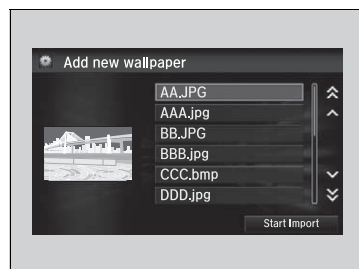 Add new wallpaper
AA.JPG
AAA.jpg
BB.JPG
BBB.jpg
CCC.bmp
DDD.jpg
Start Import